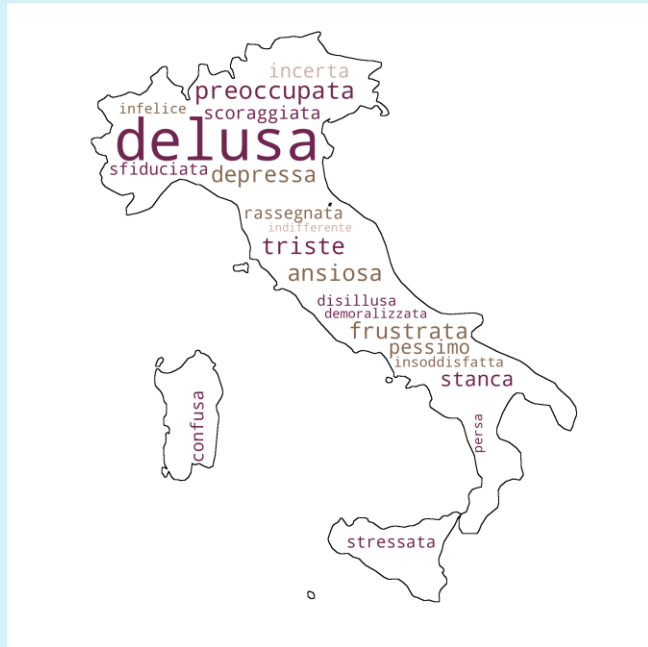 incerta
preoccupata
infelice
scoraggiata
delusa
sfiduciata
depressa
rassegnata
indifferente
triste
ansiosa
disillusa
demoralizzata
frustrata
pessimo
insoddisfatta
stanca
confusa
persa
stressata